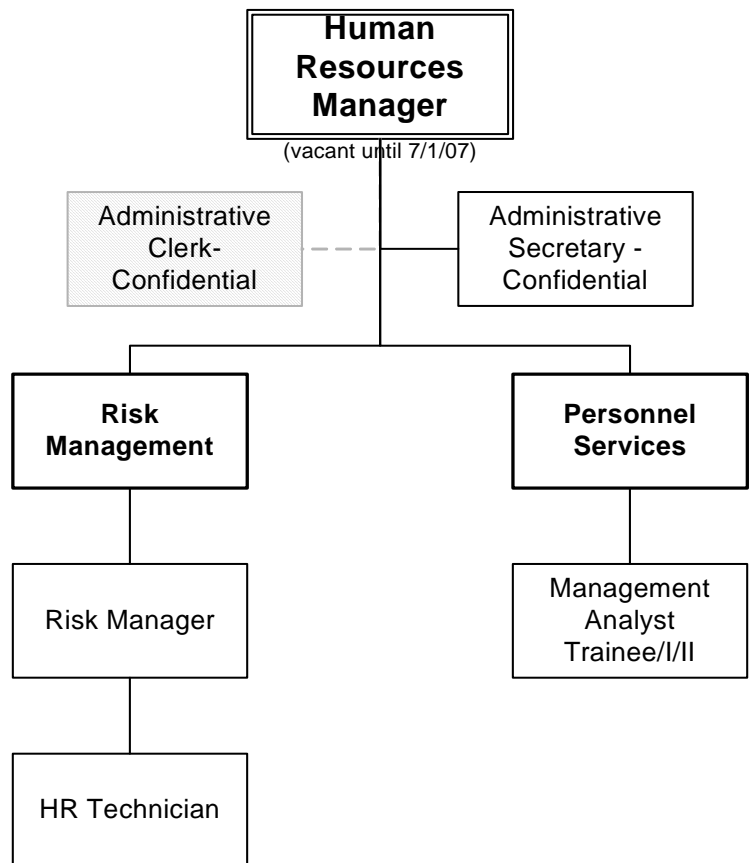 Human
Resources
Manager
(vacant until 7/1/07)
Administrative
Clerk-
Confidential
Administrative
Secretary -
Confidential
Risk
Management
Personnel
Services
Risk Manager
Management
Analyst
Trainee/I/II
HR Technician